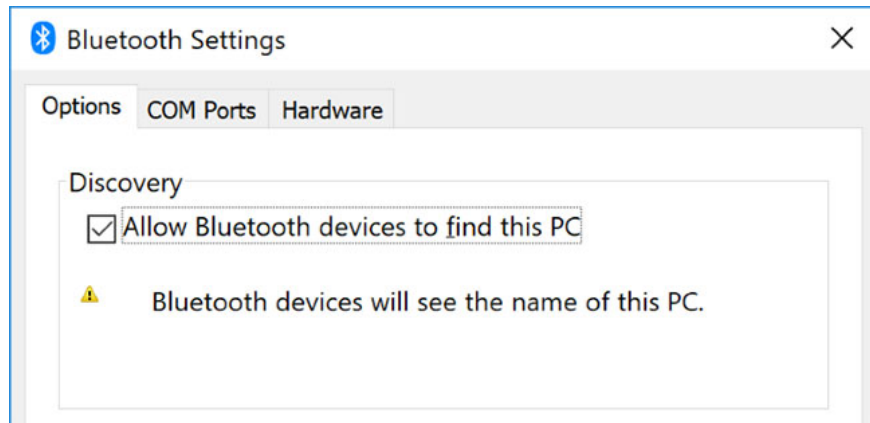 Bluetooth Settings
Options COM Ports Hardware
Discovery
Allow Bluetooth devices to find this PC
Bluetooth devices will see the name of this PC.